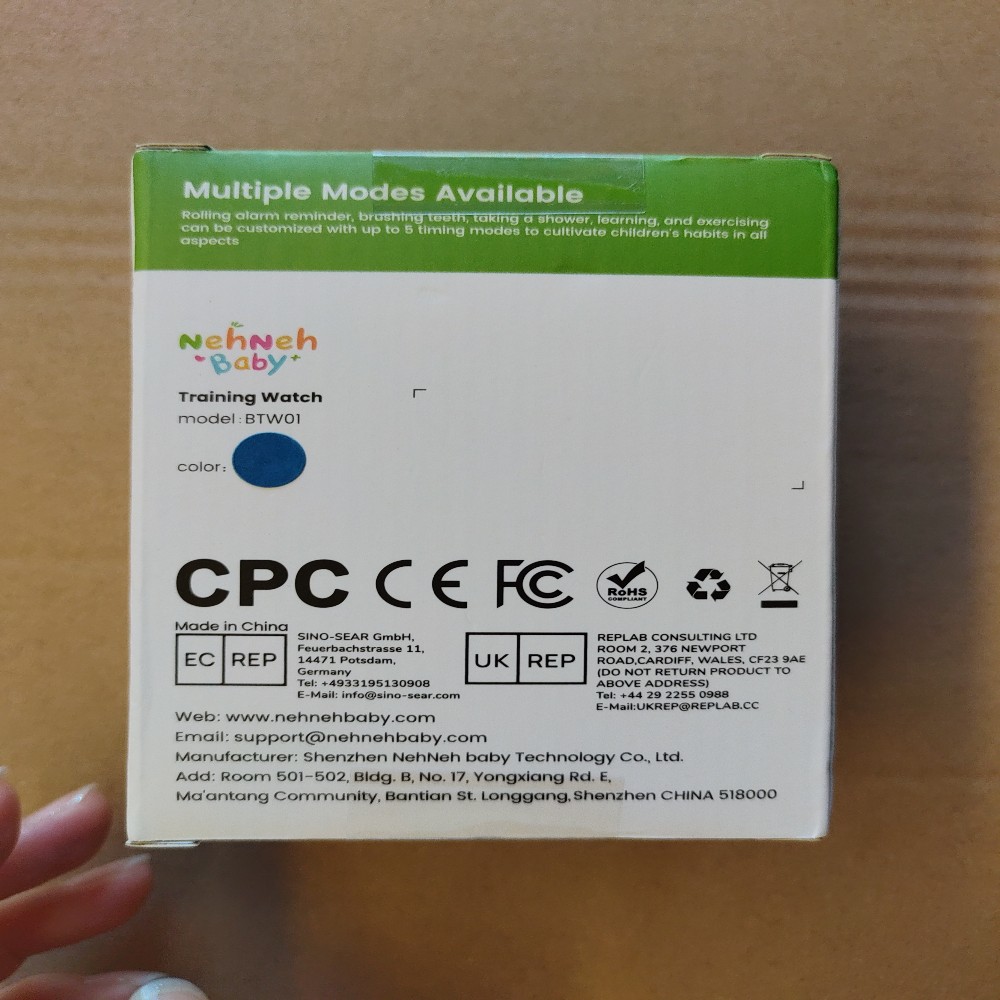 Multiple Modes Available
Rolling alarm reminder, brushing teeth, taking a shower, learning, and exercising
can be customized with up to 5 timing modes to cultivate children's habits in all
aspects
NehNeh
Baby
Training Watch
model:BTW01
color:
CPC CE FC
RoHS
COMPLIANT
Made in China
EC REP
SINO-SEAR GmbH,
Feuerbachstrasse 11,
14471 Potsdam,
Germany
Tel: +4933195130908
E-Mail: info@sino-sear.com
UK REP
REPLAB CONSULTING LTD
ROOM 2, 376 NEWPORT
ROAD,CARDIFF, WALES, CF23 9AE
(DO NOT RETURN PRODUCT TO
ABOVE ADDRESS)
Tel: +44 29 2255 0988
E-Mail:UKREP@REPLAB.CC
Web: www.nehnehbaby.com
Email: support@nehnehbaby.com
Manufacturer: Shenzhen NehNeh baby Technology Co., Ltd.
Add: Room 501-502, Bldg. B, No. 17, Yongxiang Rd. E,
Ma'antang Community, Bantian St. Longgang, Shenzhen CHINA 518000